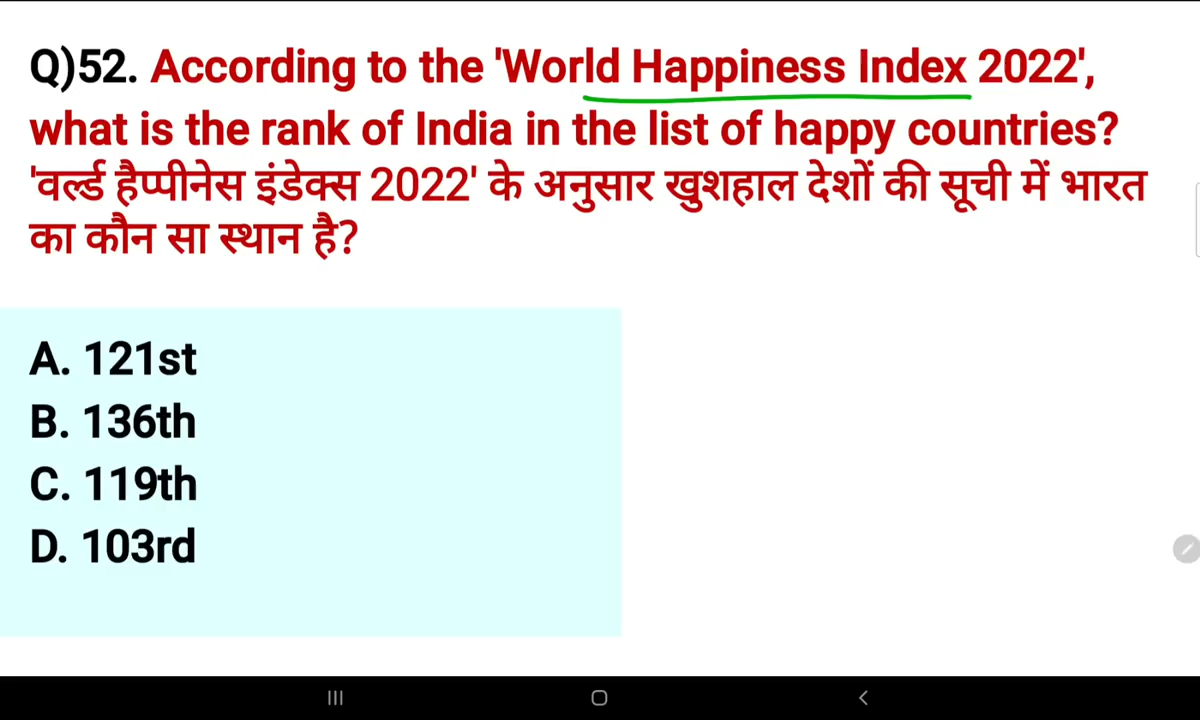 Q)52. According to the 'World Happiness Index 2022',
what is the rank of India in the list of happy countries?
'वर्ल्ड हैप्पीनेस इंडेक्स 2022' के अनुसार खुशहाल देशों की सूची में भारत
का कौन सा स्थान है?
A. 121st
B. 136th
C. 119th
D. 103rd